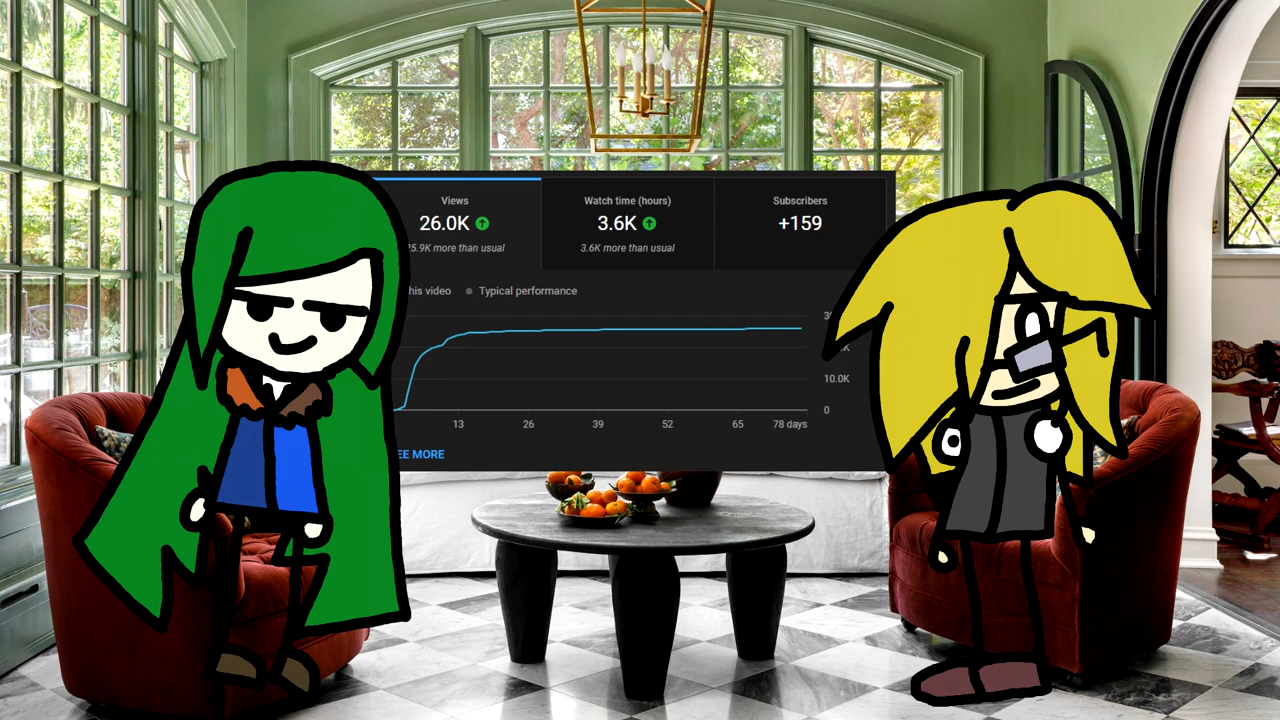 Views
26.0K
25.9K more than usual
Watch time (hours)
3.6K
3.6K more than usual
Subscribers
+159
his video
Typical performance
10.0K
0
13
26
39
52
65
78 days
EE MORE